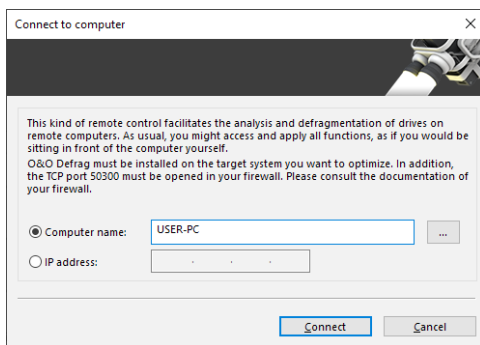 Connect to computer
This kind of remote control facilitates the analysis and defragmentation of drives on
remote computers. As usual, you might access and apply all functions, as if you would be
sitting in front of the computer yourself.
O&O Defrag must be installed on the target system you want to optimize. In addition,
the TCP port 50300 must be opened in your firewall. Please consult the documentation of
your firewall.
Computer name: USER-PC ...
IP address: . . .
Connect Cancel